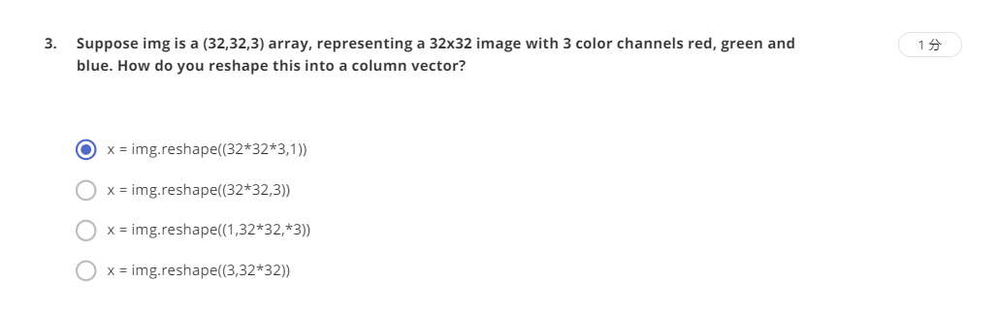 3. Suppose img is a (32,32,3) array, representing a 32x32 image with 3 color channels red, green and
blue. How do you reshape this into a column vector?
1 分
x = img.reshape((32*32*3,1))
x = img.reshape((32*32,3))
x = img.reshape((1,32*32,*3))
x = img.reshape((3,32*32))